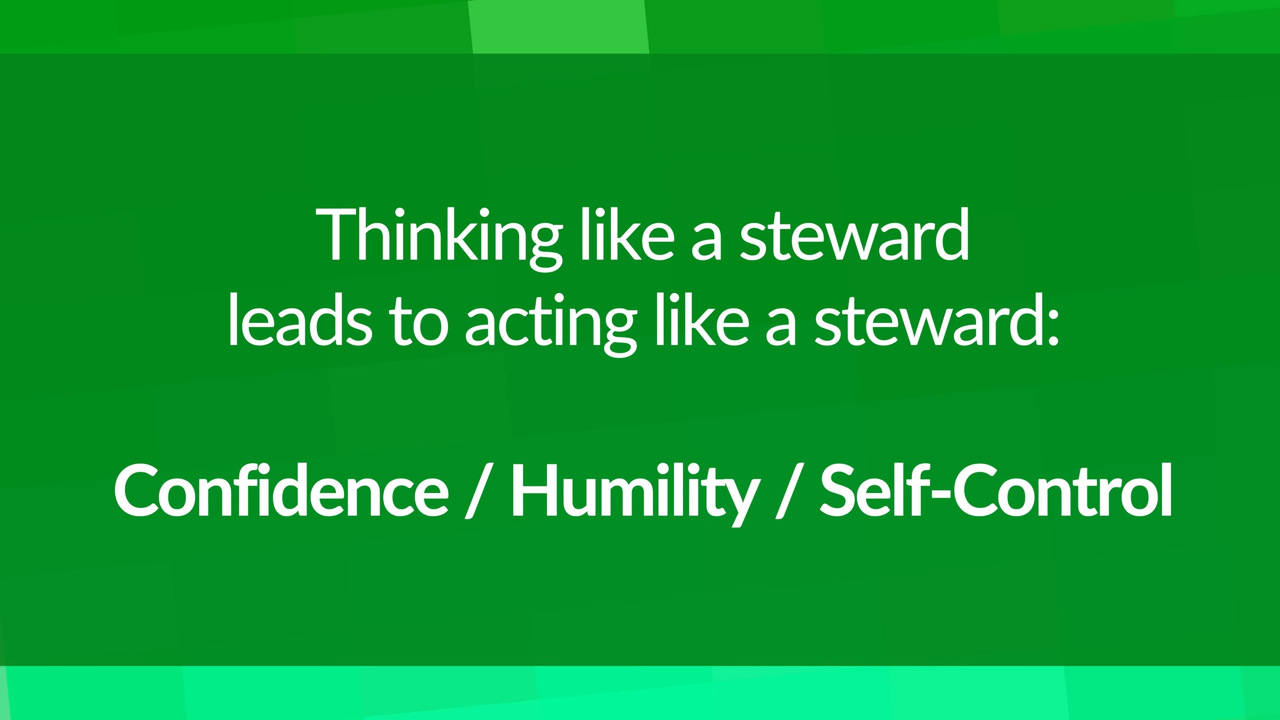 Thinking like a steward
leads to acting like a steward:
Confidence / Humility / Self-Control